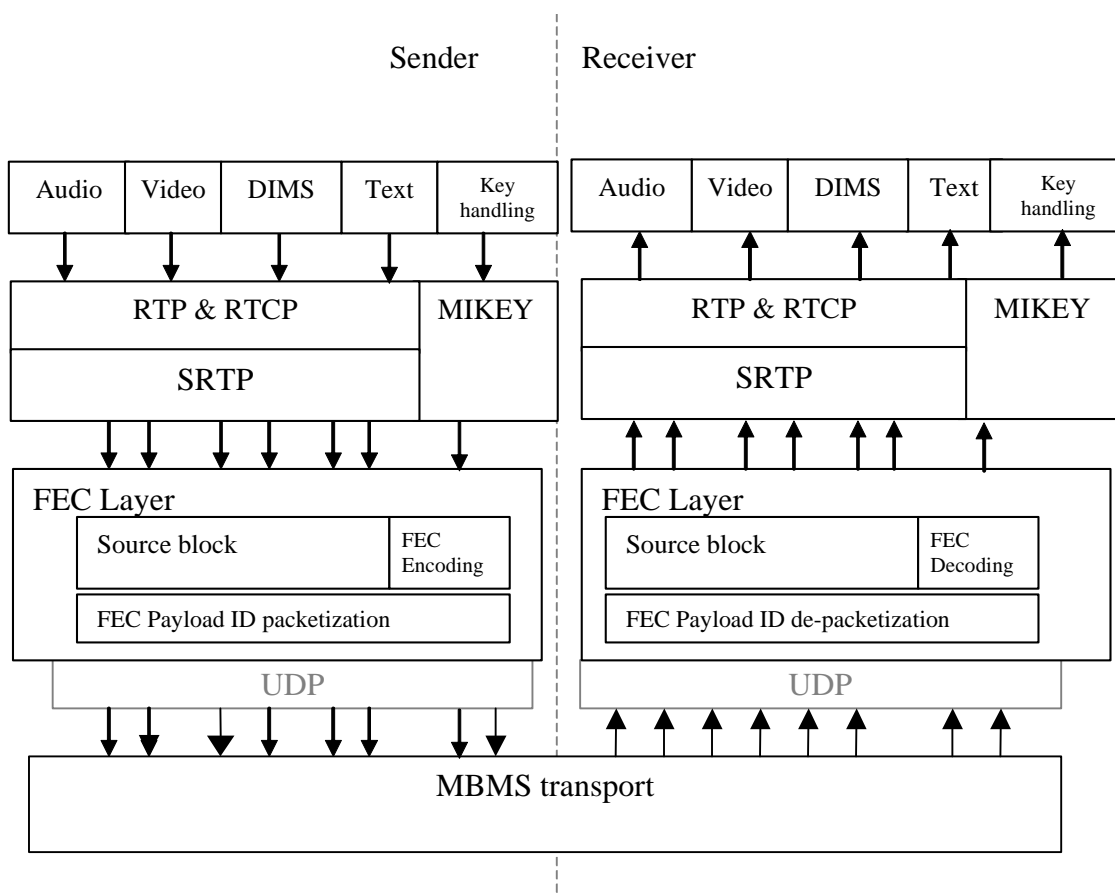 Sender
Receiver
Audio
Video
DIMS
Text
Key
handling
RTP & RTCP
MIKEY
SRTP
FEC Layer
Source block
FEC
Encoding
FEC Payload ID packetization
UDP
Audio
Video
DIMS
Text
Key
handling
RTP & RTCP
MIKEY
SRTP
FEC Layer
Source block
FEC
Decoding
FEC Payload ID de-packetization
UDP
MBMS transport